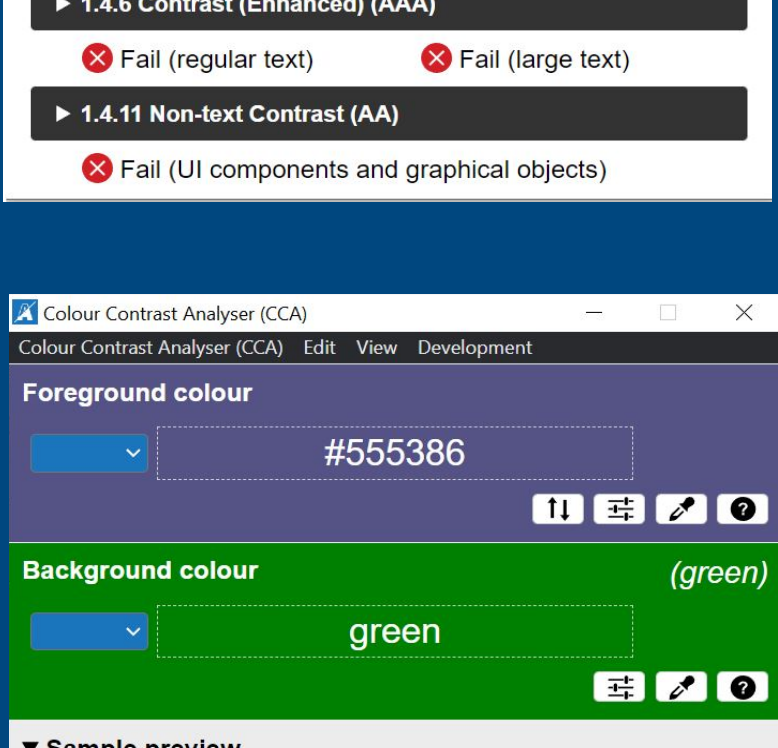 ▶ 1.4.6 Contrast (Enhanced) (AAA)
Fail (regular text) Fail (large text)
▶ 1.4.11 Non-text Contrast (AA)
Fail (UI components and graphical objects)
Colour Contrast Analyser (CCA)
Colour Contrast Analyser (CCA) Edit View Development
Foreground colour
#555386
Background colour (green)
green
▼ Sample preview